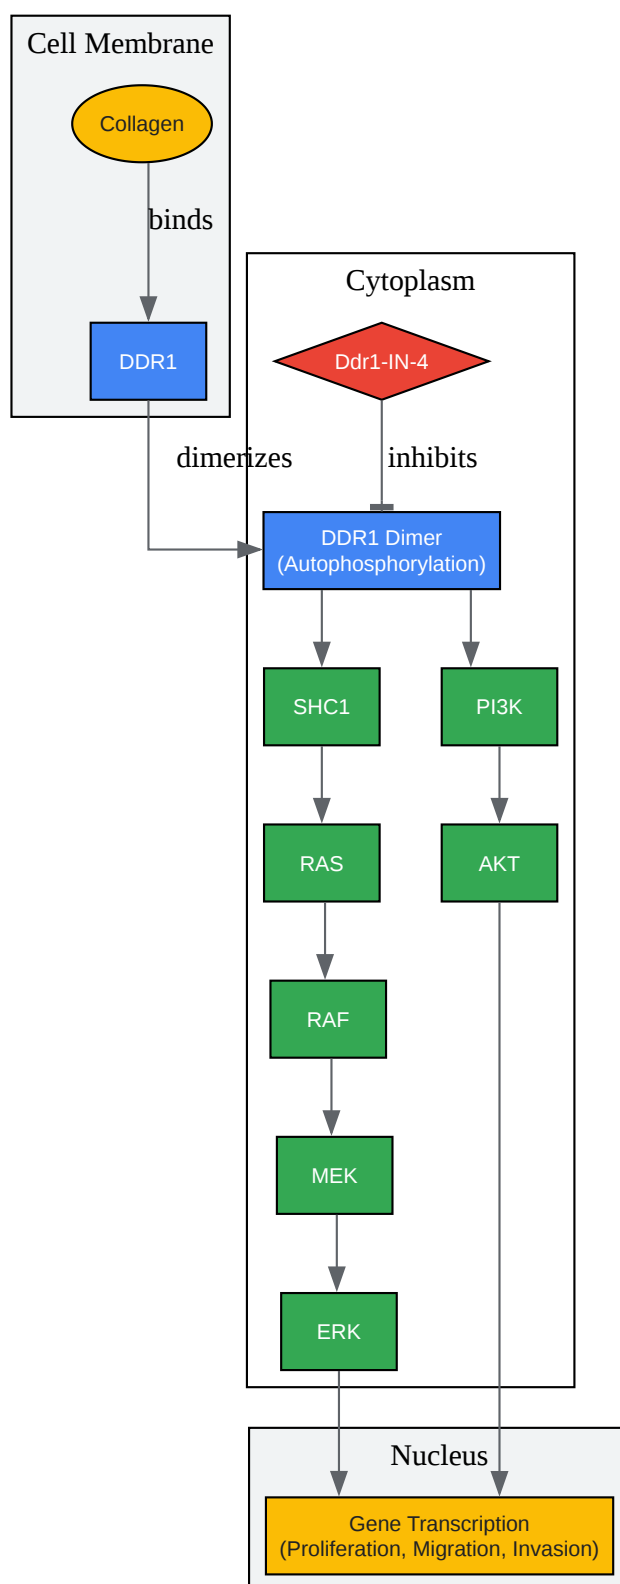 Cell Membrane
Collagen
binds
DDR1
Cytoplasm
Ddr1-IN-4
dimerizes
inhibits
DDR1 Dimer
(Autophosphorylation)
SHC1
PI3K
RAS
AKT
RAF
MEK
ERK
Nucleus
Gene Transcription
(Proliferation, Migration, Invasion)